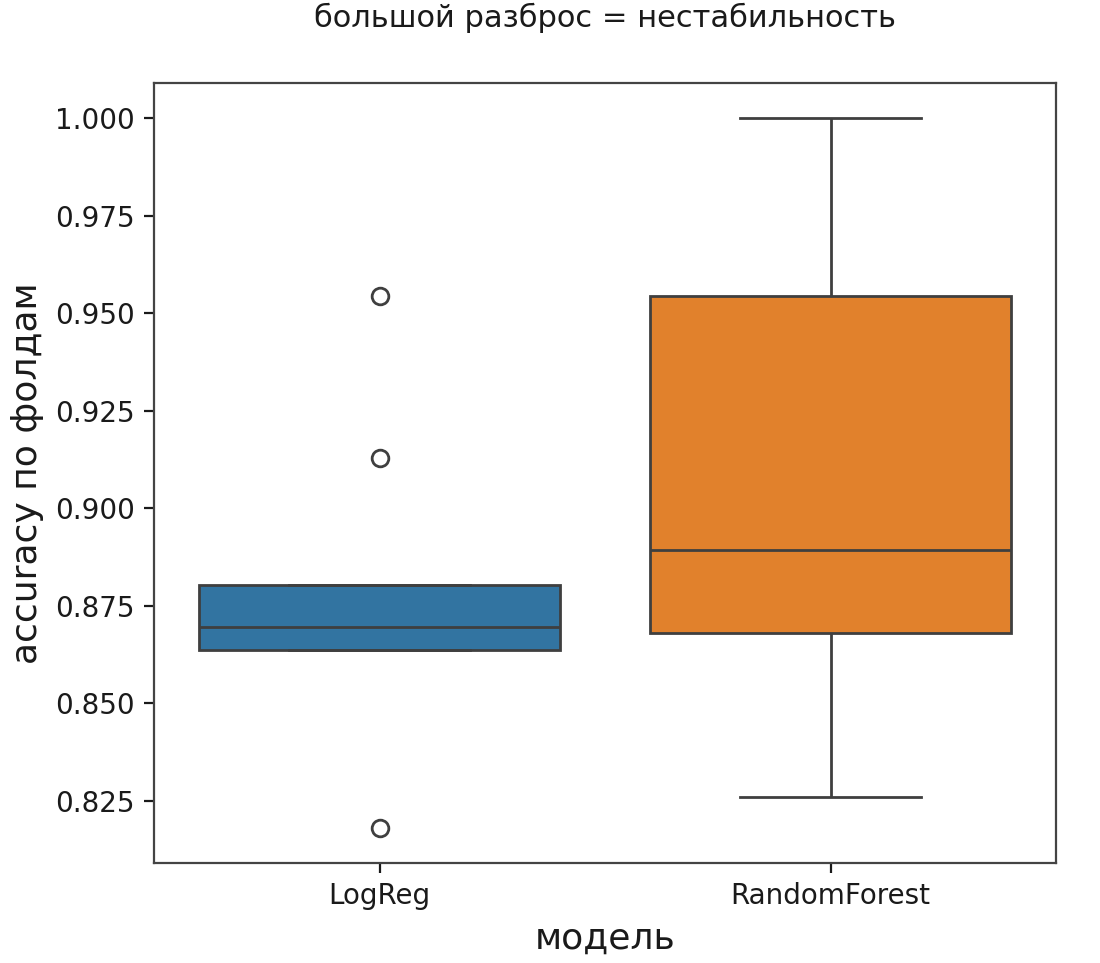 большой разброс = нестабильность
accuracy по фолдам
1.000
0.975
0.950
0.925
0.900
0.875
0.850
0.825
LogReg
RandomForest
модель